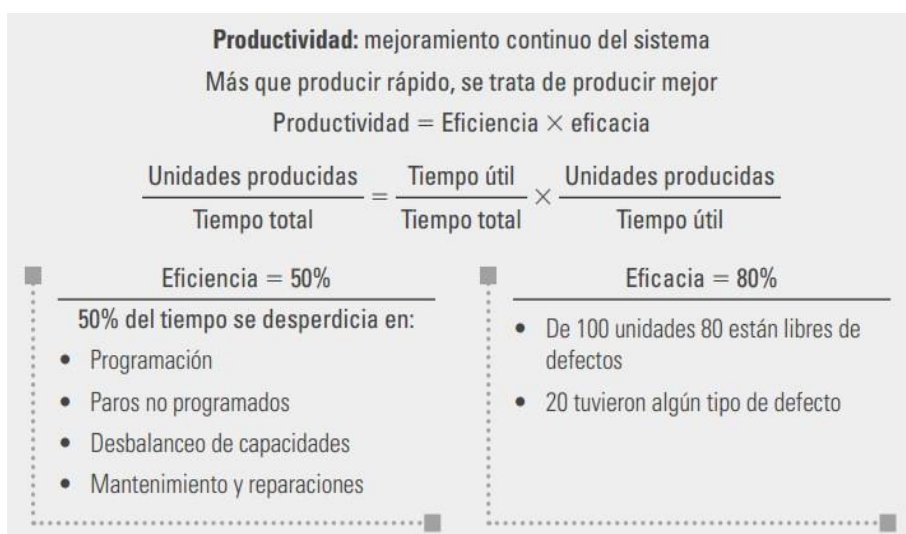 Productividad: mejoramiento continuo del sistema
Más que producir rápido, se trata de producir mejor
Productividad = Eficiencia × eficacia
Unidades producidas / Tiempo total = Tiempo útil / Tiempo total × Unidades producidas / Tiempo útil
Eficiencia = 50%
50% del tiempo se desperdicia en:
• Programación
• Paros no programados
• Desbalanceo de capacidades
• Mantenimiento y reparaciones
Eficacia = 80%
• De 100 unidades 80 están libres de
defectos
• 20 tuvieron algún tipo de defecto